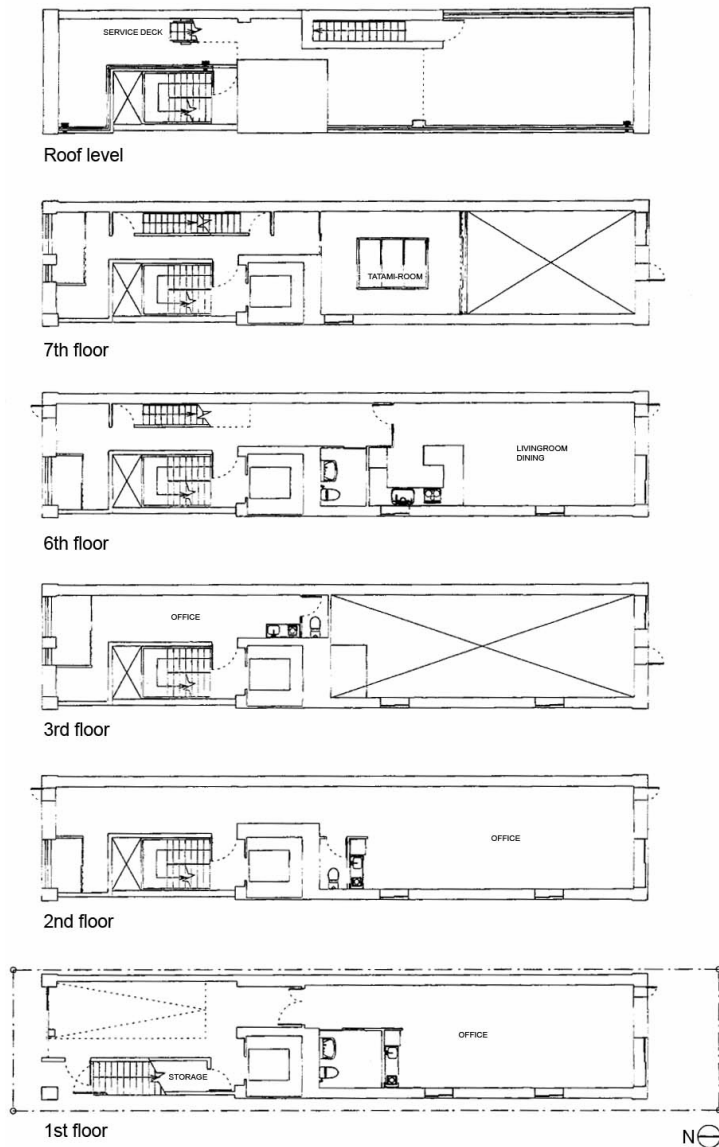 SERVICE DECK
Roof level
TATAMI-ROOM
7th floor
LIVINGROOM
DINING
6th floor
OFFICE
3rd floor
OFFICE
2nd floor
OFFICE
STORAGE
1st floor
N